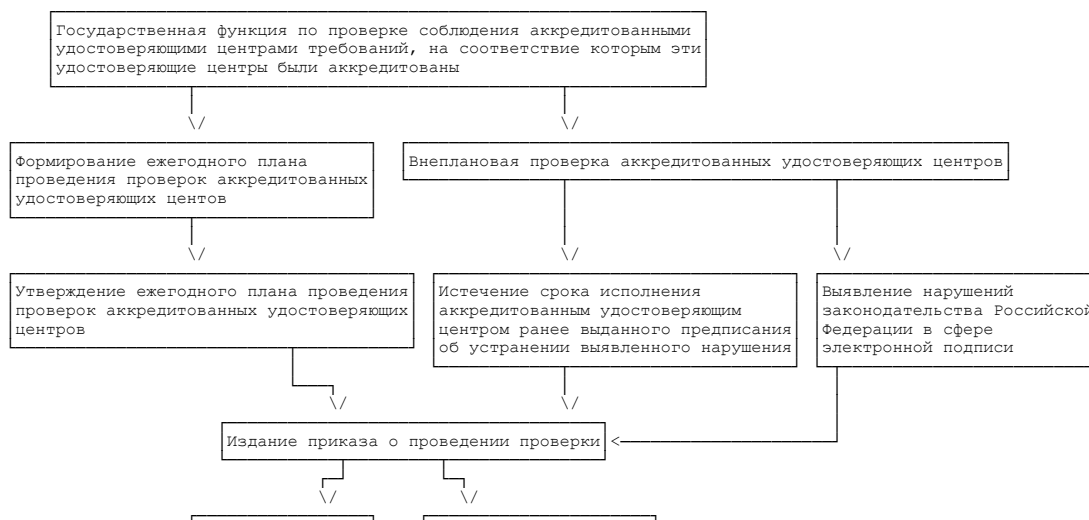 Государственная функция по проверке соблюдения аккредитованными
удостоверяющими центрами требований, на соответствие которым эти
удостоверяющие центры были аккредитованы
Формирование ежегодного плана
проведения проверок аккредитованных
удостоверяющих центов
Внеплановая проверка аккредитованных удостоверяющих центров
Утверждение ежегодного плана проведения
проверок аккредитованных удостоверяющих
центров
Истечение срока исполнения
аккредитованным удостоверяющим
центром ранее выданного предписания
об устранении выявленного нарушения
Выявление нарушений
законодательства Российской
Федерации в сфере
электронной подписи
Издание приказа о проведении проверки